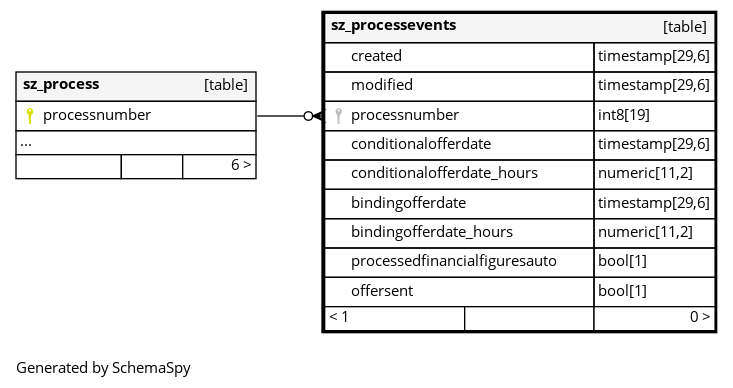 sz_process [table]
processnumber
...
6 >
sz_processevents [table]
created timestamp[29,6]
modified timestamp[29,6]
processnumber int8[19]
conditionalofferdate timestamp[29,6]
conditionalofferdate_hours numeric[11,2]
bindingofferdate timestamp[29,6]
bindingofferdate_hours numeric[11,2]
processedfinancialfiguresauto bool[1]
offersent bool[1]
< 1 0 >
Generated by SchemaSpy